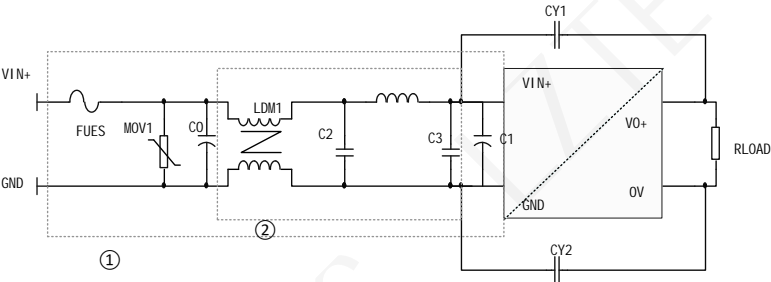 CY1
VIN+
VIN+
LDM1
FUES
MOV1
C0
C2
C3
C1
VO+
RLOAD
GND
GND
0V
①
②
CY2